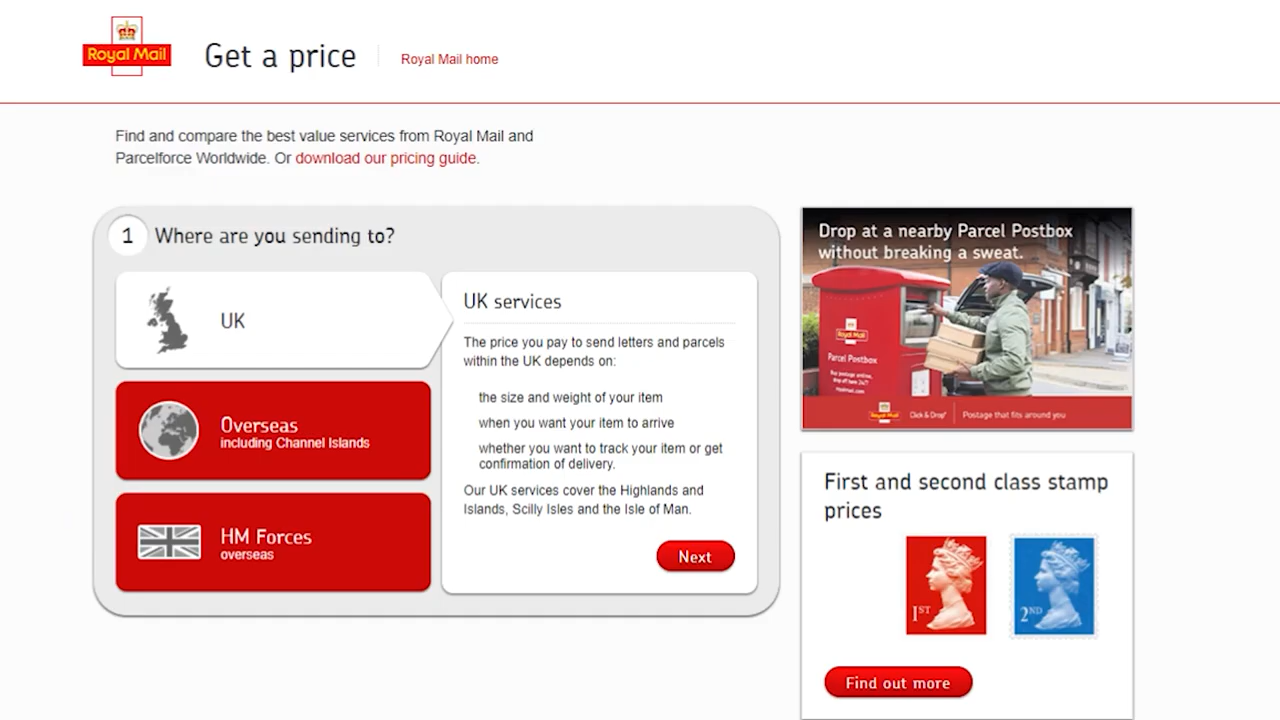 Royal Mail
Get a price
Royal Mail home
Find and compare the best value services from Royal Mail and
Parcelforce Worldwide. Or download our pricing guide.
1 Where are you sending to?
UK
Overseas
including Channel Islands
HM Forces
overseas
UK services
The price you pay to send letters and parcels
within the UK depends on:
the size and weight of your item
when you want your item to arrive
whether you want to track your item or get
confirmation of delivery.
Our UK services cover the Highlands and
Islands, Scilly Isles and the Isle of Man.
Next
Drop at a nearby Parcel Postbox
without breaking a sweat.
Royal Mail
Parcel Postbox
Royal Mail
Click & Drop®
Postage that fits around you
First and second class stamp
prices
1ST
2ND
Find out more